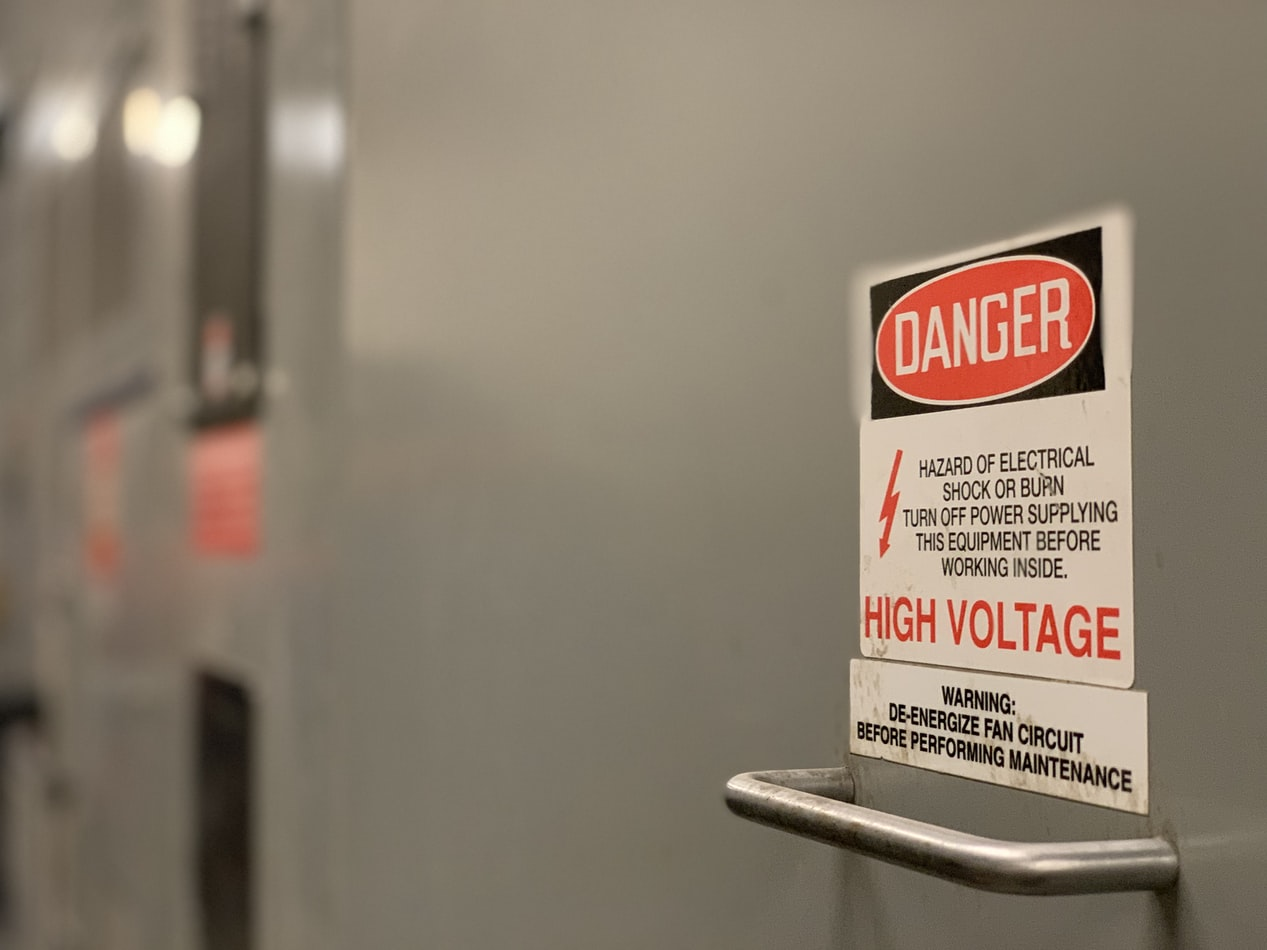 DANGER
HAZARD OF ELECTRICAL
SHOCK OR BURN
TURN OFF POWER SUPPLYING
THIS EQUIPMENT BEFORE
WORKING INSIDE.
HIGH VOLTAGE
WARNING:
DE-ENERGIZE FAN CIRCUIT
BEFORE PERFORMING MAINTENANCE